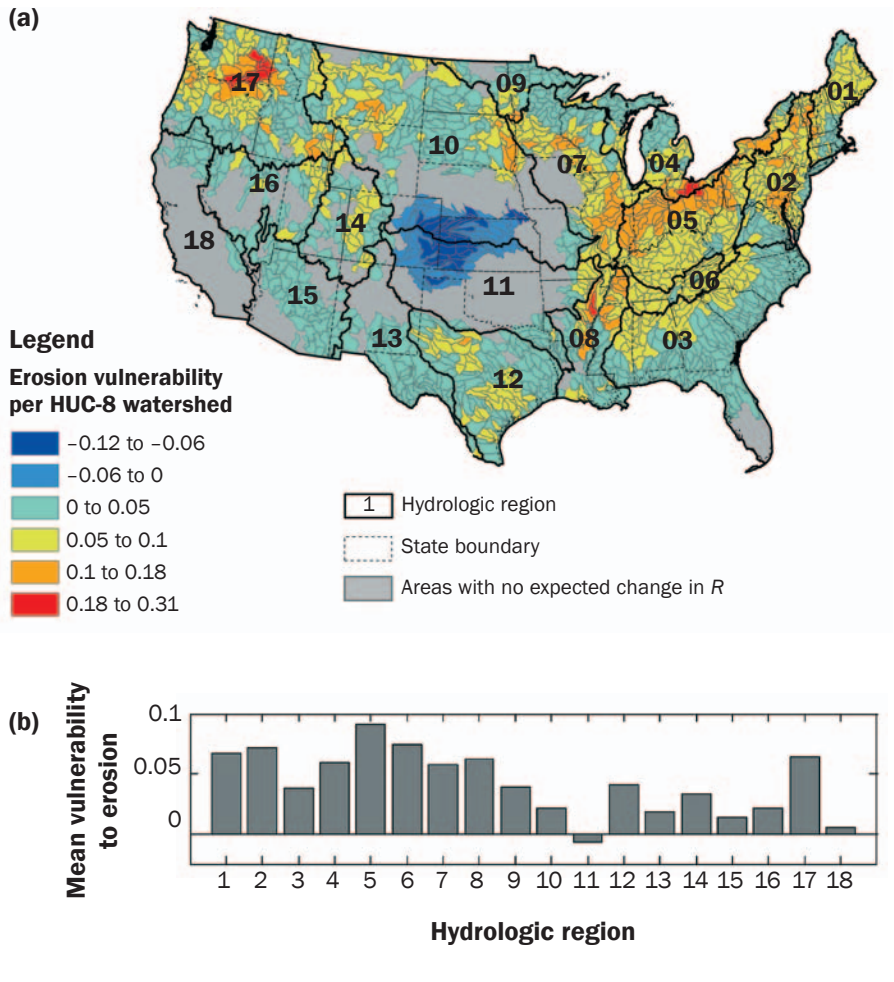 (a)
09
01
17
10
07
04
02
16
14
05
18
06
11
15
13
08
03
12
Legend
Erosion vulnerability
per HUC-8 watershed
–0.12 to –0.06
–0.06 to 0
0 to 0.05
0.05 to 0.1
0.1 to 0.18
0.18 to 0.31
1 Hydrologic region
State boundary
Areas with no expected change in R
(b)
Mean vulnerability
to erosion
0.1
0.05
0
1 2 3 4 5 6 7 8 9 10 11 12 13 14 15 16 17 18
Hydrologic region